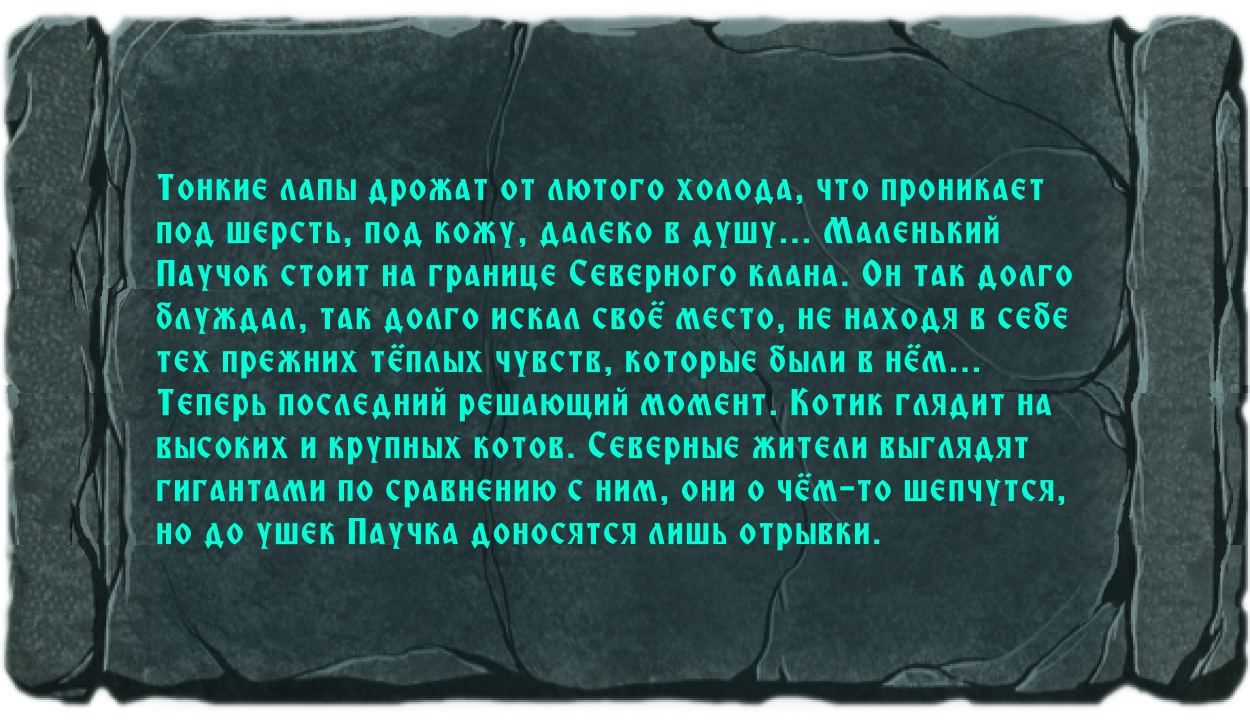 Тонкие лапы дрожат от лютого холода, что проникает
под шерсть, под кожу, далеко в душу... Маленький
Паучок стоит на границе Северного клана. Он так долго
блуждал, так долго искал своё место, не находя в себе
тех прежних тёплых чувств, которые были в нём...
Теперь последний решающий момент. Котик глядит на
высоких и крупных котов. Северные жители выглядят
гигантами по сравнению с ним, они о чём-то шепчутся,
но до ушек Паучка доносятся лишь отрывки.